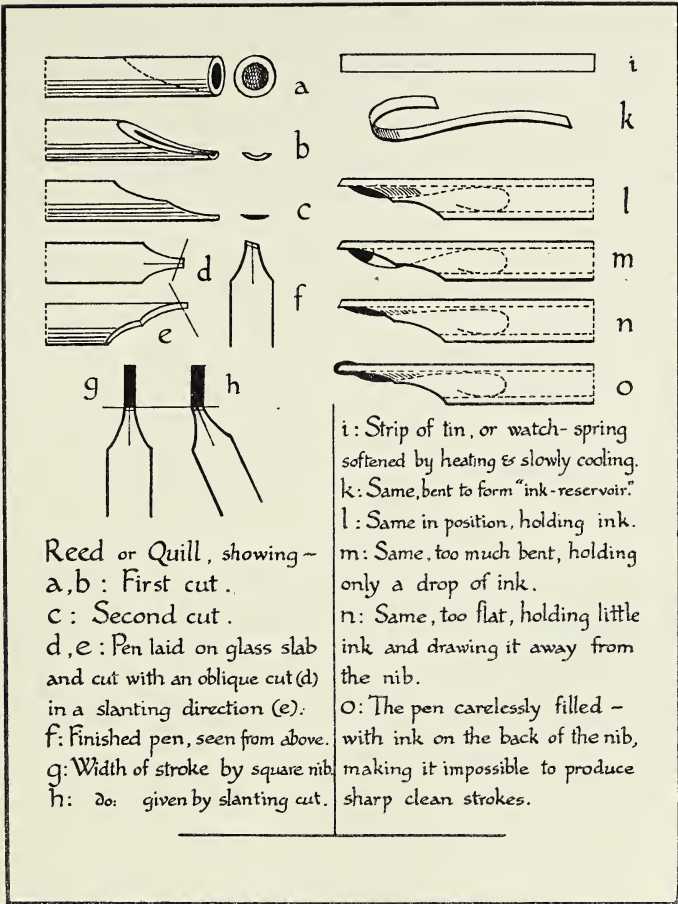 a
b
c
d
e
f
g
h
i
k
l
m
n
o
Reed or Quill, showing –
a,b : First cut .
c : Second cut .
d,e : Pen laid on glass slab
and cut with an oblique cut (d)
in a slanting direction (e).
f: Finished pen, seen from above.
g: Width of stroke by square nib.
h: do: given by slanting cut.
i : Strip of tin, or watch-spring
softened by heating & slowly cooling.
k : Same, bent to form "ink-reservoir."
l : Same in position, holding ink.
m: Same, too much bent, holding
only a drop of ink.
n: Same, too flat, holding little
ink and drawing it away from
the nib.
o: The pen carelessly filled –
with ink on the back of the nib,
making it impossible to produce
sharp clean strokes.